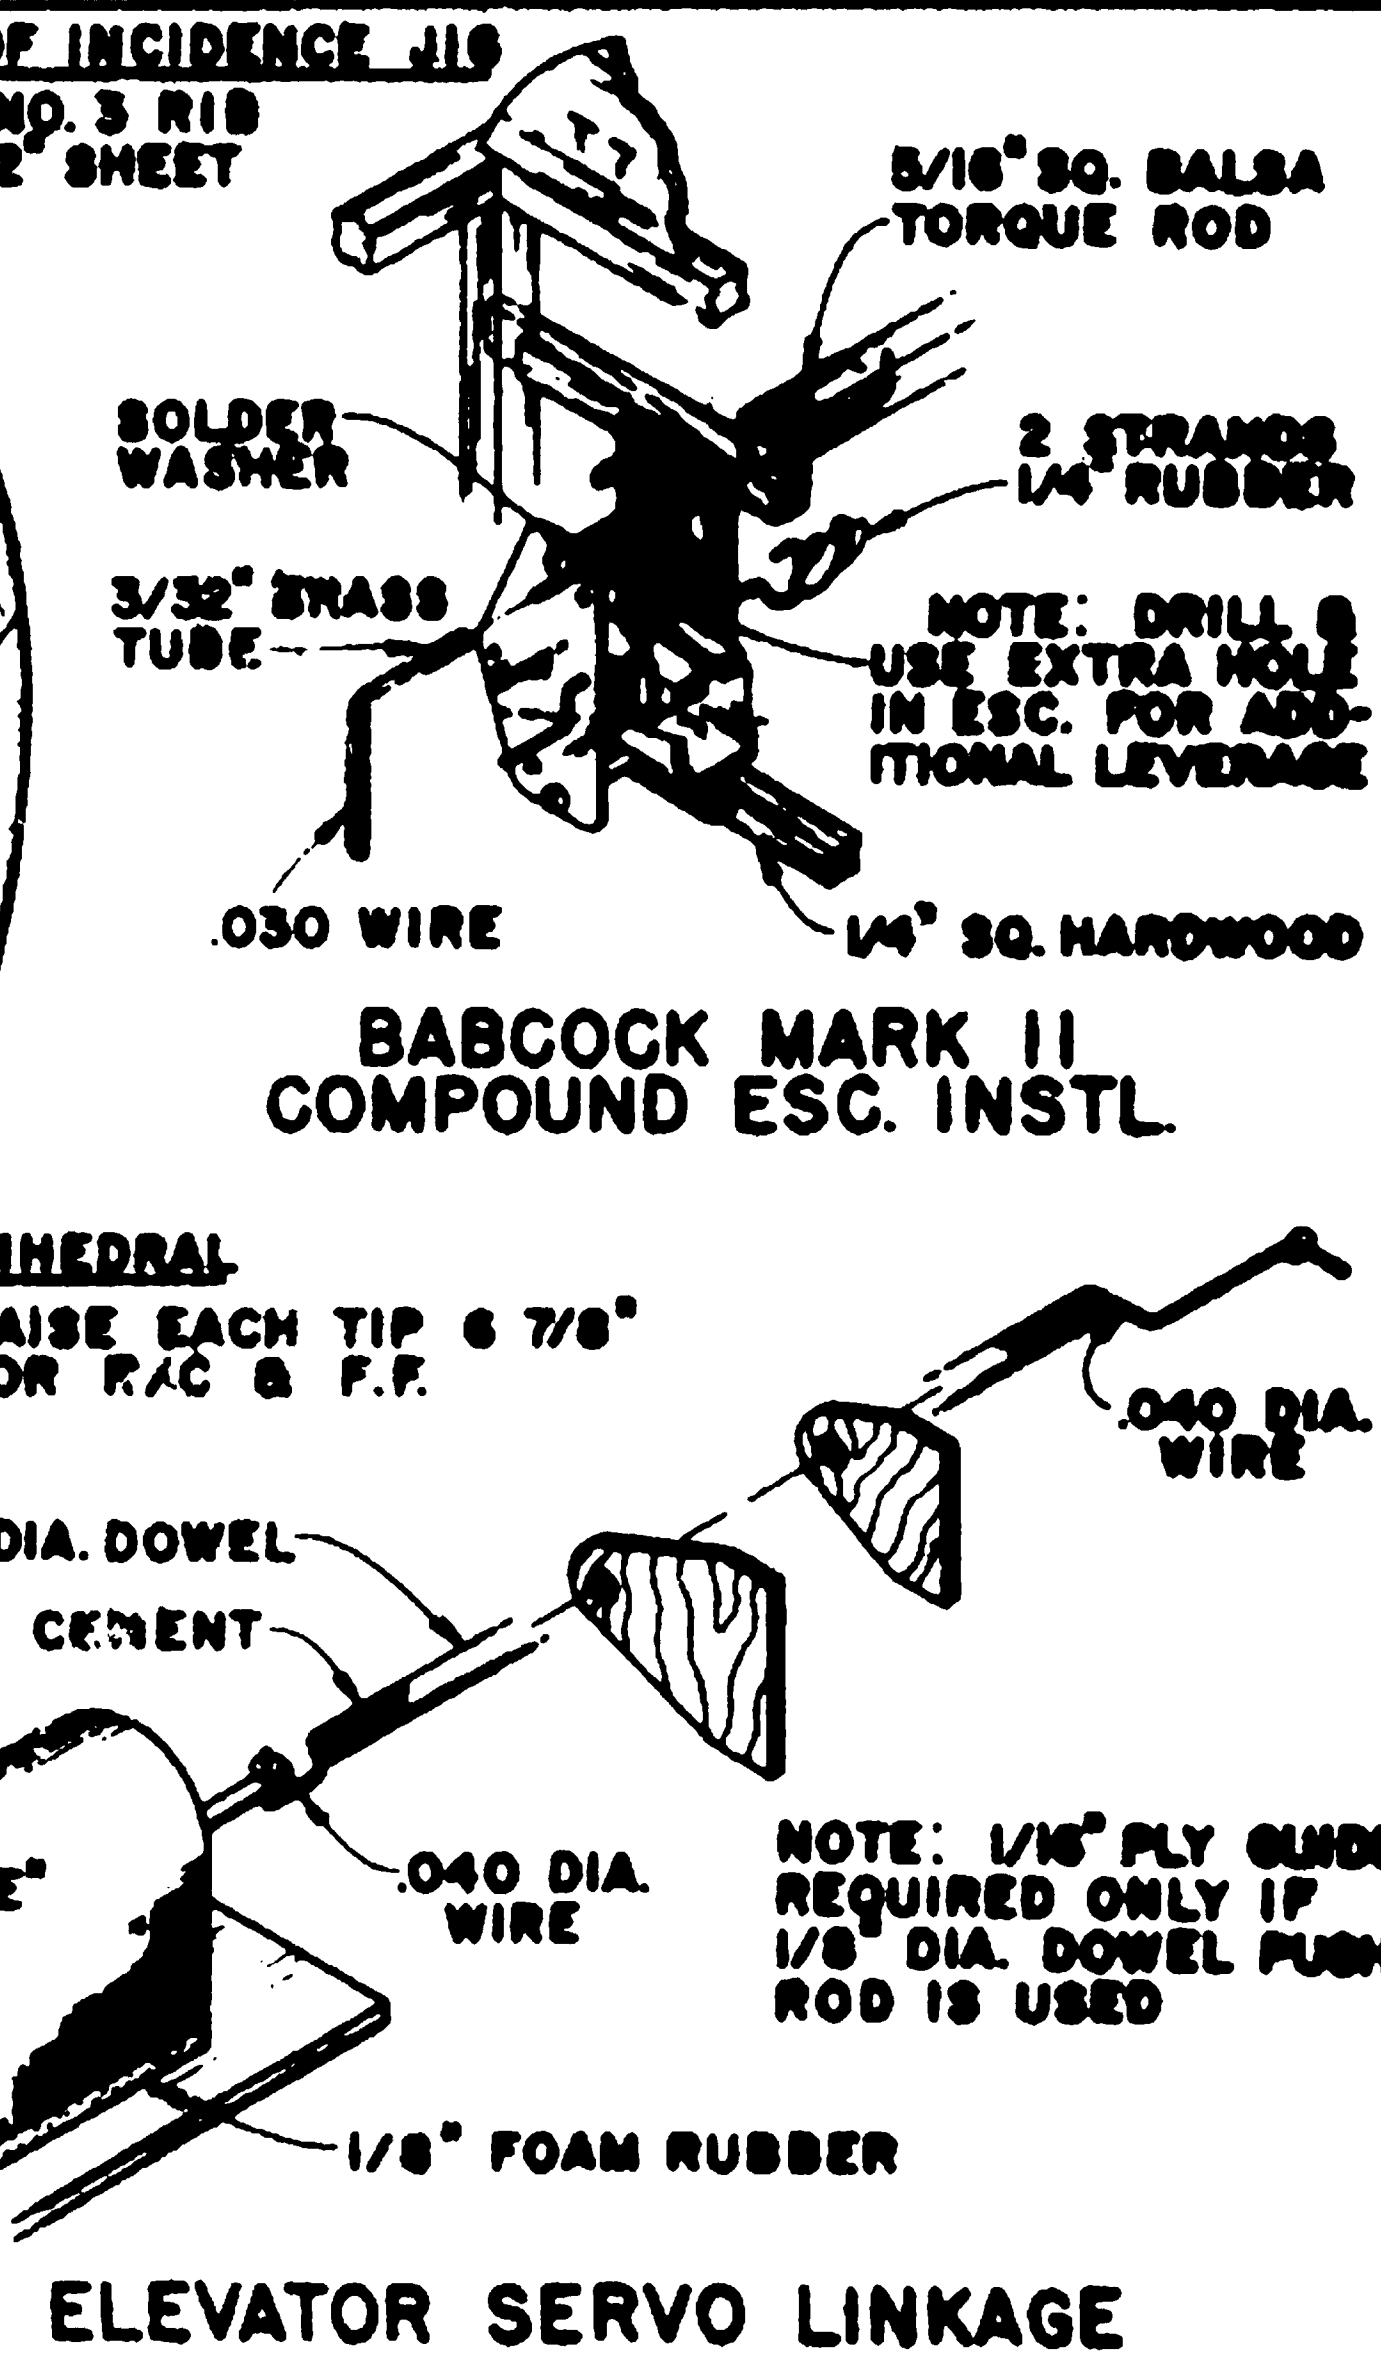 OF INCIDENCE JIG
NO. 3 RIB
2" SHEET
5/16" SQ. BALSA
TORQUE ROD
SOLDER
WASHER
2 STRANDS
1/4" RUBBER
3/32" BRASS
TUBE
NOTE: DRILL &
USE EXTRA HOLE
IN ESC. FOR ADD-
ITIONAL LEVERAGE
.030 WIRE
1/4" SQ. HARDWOOD
BABCOCK MARK II
COMPOUND ESC. INSTL.
IHEDRAL
AISE EACH TIP 6 7/8"
OR R/C & F.F.
.040 DIA.
WIRE
DIA. DOWEL
CEMENT
.040 DIA.
WIRE
E"
NOTE: 1/16" PLY GUIDE
REQUIRED ONLY IF
1/8" DIA. DOWEL PUSH
ROD IS USED
1/8" FOAM RUBBER
ELEVATOR SERVO LINKAGE